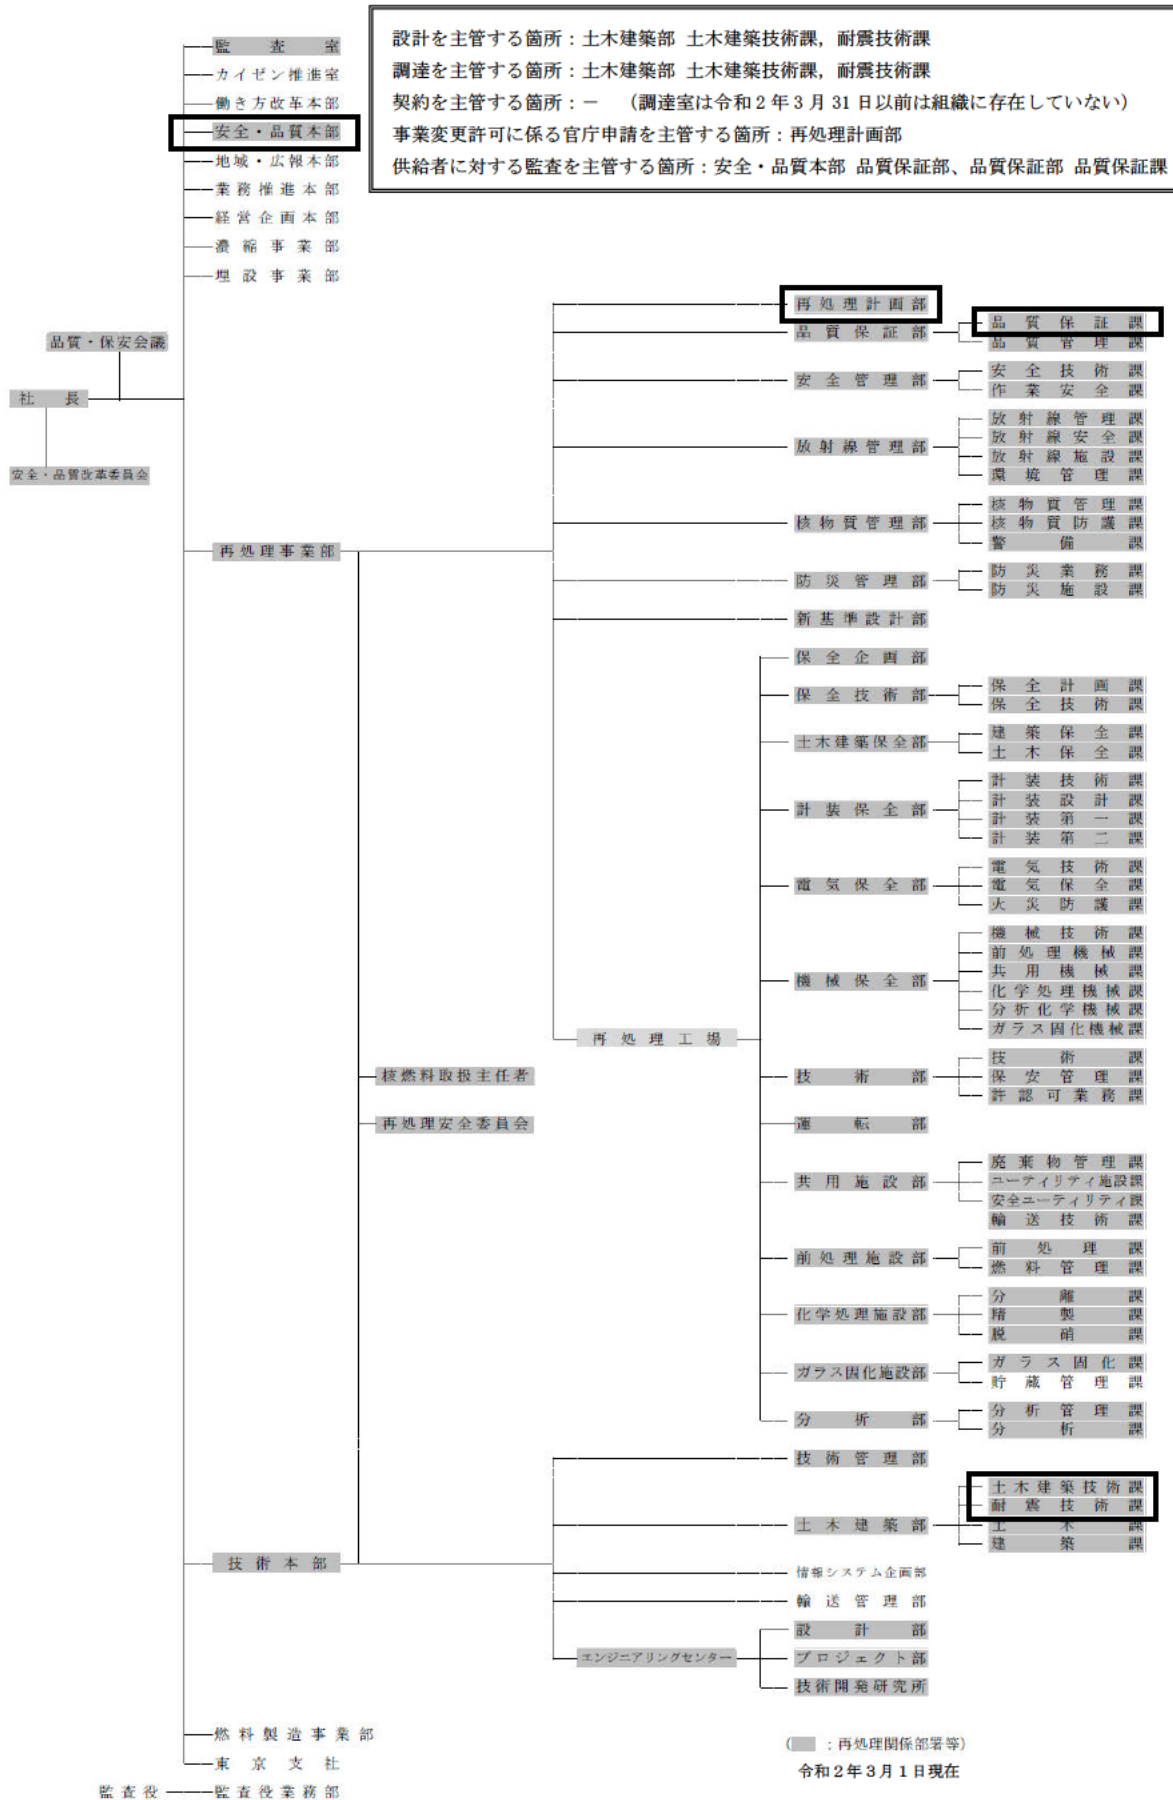 設計を主管する箇所：土木建築部 土木建築技術課，耐震技術課
調達を主管する箇所：土木建築部 土木建築技術課，耐震技術課
契約を主管する箇所：－ （調達室は令和２年３月31日以前は組織に存在していない）
事業変更許可に係る官庁申請を主管する箇所：再処理計画部
供給者に対する監査を主管する箇所：安全・品質本部 品質保証部、品質保証部 品質保証課
監査室
カイゼン推進室
働き方改革本部
安全・品質本部
地域・広報本部
業務推進本部
経営企画本部
濃縮事業部
埋設事業部
品質・保安会議
社長
安全・品質改革委員会
再処理事業部
再処理計画部
品質保証部
品質保証課
品質管理課
安全管理部
安全技術課
作業安全課
放射線管理部
放射線管理課
放射線安全課
放射線施設課
環境管理課
核物質管理部
核物質管理課
核物質防護課
警備課
防災管理部
防災業務課
防災施設課
新基準設計部
保全企画部
保全技術部
保全計画課
保全技術課
土木建築保全部
建築保全課
土木保全課
計装保全部
計装技術課
計装設計課
計装第一課
計装第二課
電気保全部
電気技術課
電気保全課
火災防護課
機械保全部
機械技術課
前処理機械課
共用機械課
化学処理機械課
分析化学機械課
ガラス固化機械課
再処理工場
核燃料取扱主任者
再処理安全委員会
技術部
技術課
保安管理課
許認可業務課
運転部
共用施設部
廃棄物管理課
ユーティリティ施設課
安全ユーティリティ課
輸送技術課
前処理施設部
前処理課
燃料管理課
化学処理施設部
分離課
精製課
脱硝課
ガラス固化施設部
ガラス固化課
貯蔵管理課
分析部
分析管理課
分析課
技術本部
技術管理部
土木建築部
土木建築技術課
耐震技術課
土木課
建築課
情報システム企画部
輸送管理部
エンジニアリングセンター
設計部
プロジェクト部
技術開発研究所
燃料製造事業部
東京支社
監査役
監査役業務部
（ ：再処理関係部署等）
令和２年３月１日現在